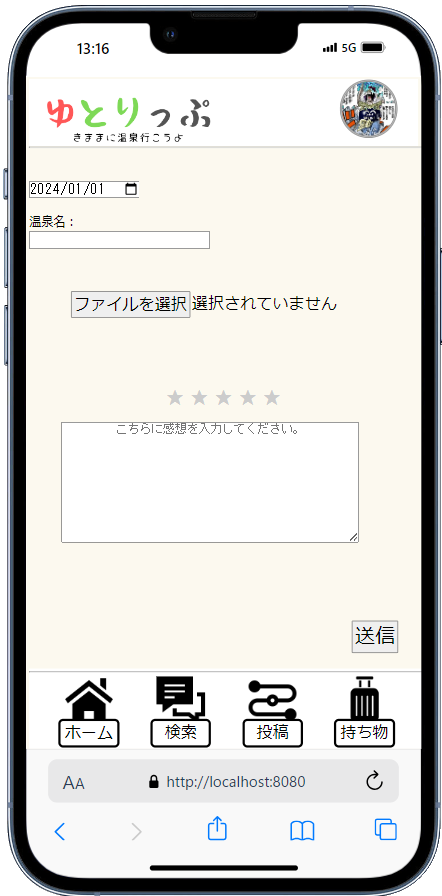 13:16
5G
ゆとりっぷ
きままに温泉行こうよ
2024/01/01
温泉名：
ファイルを選択 選択されていません
こちらに感想を入力してください。
送信
ホーム 検索 投稿 持ち物
AA http://localhost:8080